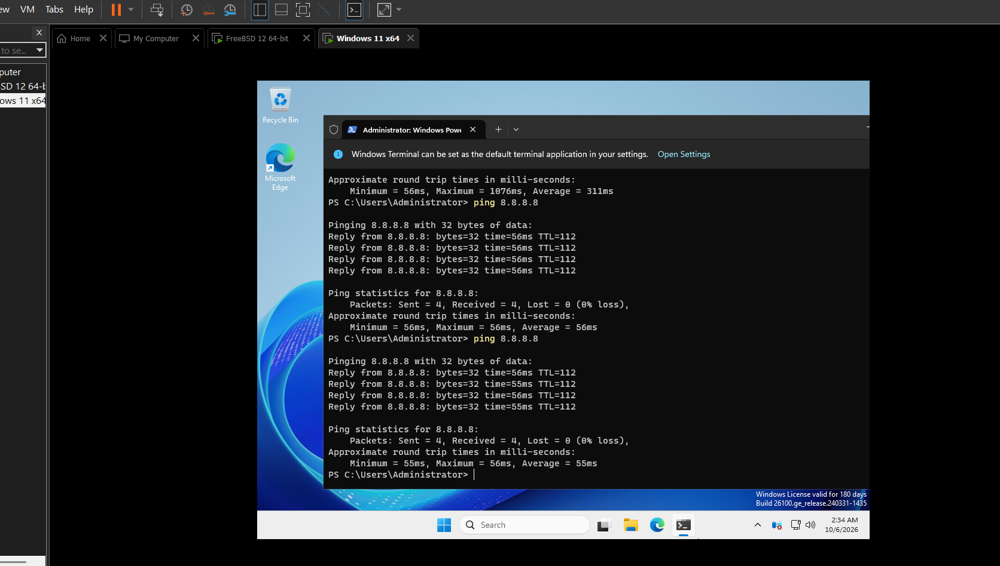 ew VM Tabs Help
to se...
Home
My Computer
FreeBSD 12 64-bit
Windows 11 x64
puter
SD 12 64-b
ows 11 x64
Recycle Bin
Microsoft
Edge
Administrator: Windows Powe
Windows Terminal can be set as the default terminal application in your settings. Open Settings
Approximate round trip times in milli-seconds:
Minimum = 56ms, Maximum = 1076ms, Average = 311ms
PS C:\Users\Administrator> ping 8.8.8.8
Pinging 8.8.8.8 with 32 bytes of data:
Reply from 8.8.8.8: bytes=32 time=56ms TTL=112
Reply from 8.8.8.8: bytes=32 time=56ms TTL=112
Reply from 8.8.8.8: bytes=32 time=56ms TTL=112
Reply from 8.8.8.8: bytes=32 time=56ms TTL=112
Ping statistics for 8.8.8.8:
Packets: Sent = 4, Received = 4, Lost = 0 (0% loss),
Approximate round trip times in milli-seconds:
Minimum = 56ms, Maximum = 56ms, Average = 56ms
PS C:\Users\Administrator> ping 8.8.8.8
Pinging 8.8.8.8 with 32 bytes of data:
Reply from 8.8.8.8: bytes=32 time=56ms TTL=112
Reply from 8.8.8.8: bytes=32 time=55ms TTL=112
Reply from 8.8.8.8: bytes=32 time=56ms TTL=112
Reply from 8.8.8.8: bytes=32 time=55ms TTL=112
Ping statistics for 8.8.8.8:
Packets: Sent = 4, Received = 4, Lost = 0 (0% loss),
Approximate round trip times in milli-seconds:
Minimum = 55ms, Maximum = 56ms, Average = 55ms
PS C:\Users\Administrator>
Windows License valid for 180 days
Build 26100.ge_release.240331-1435
Search
2:34 AM
10/6/2026